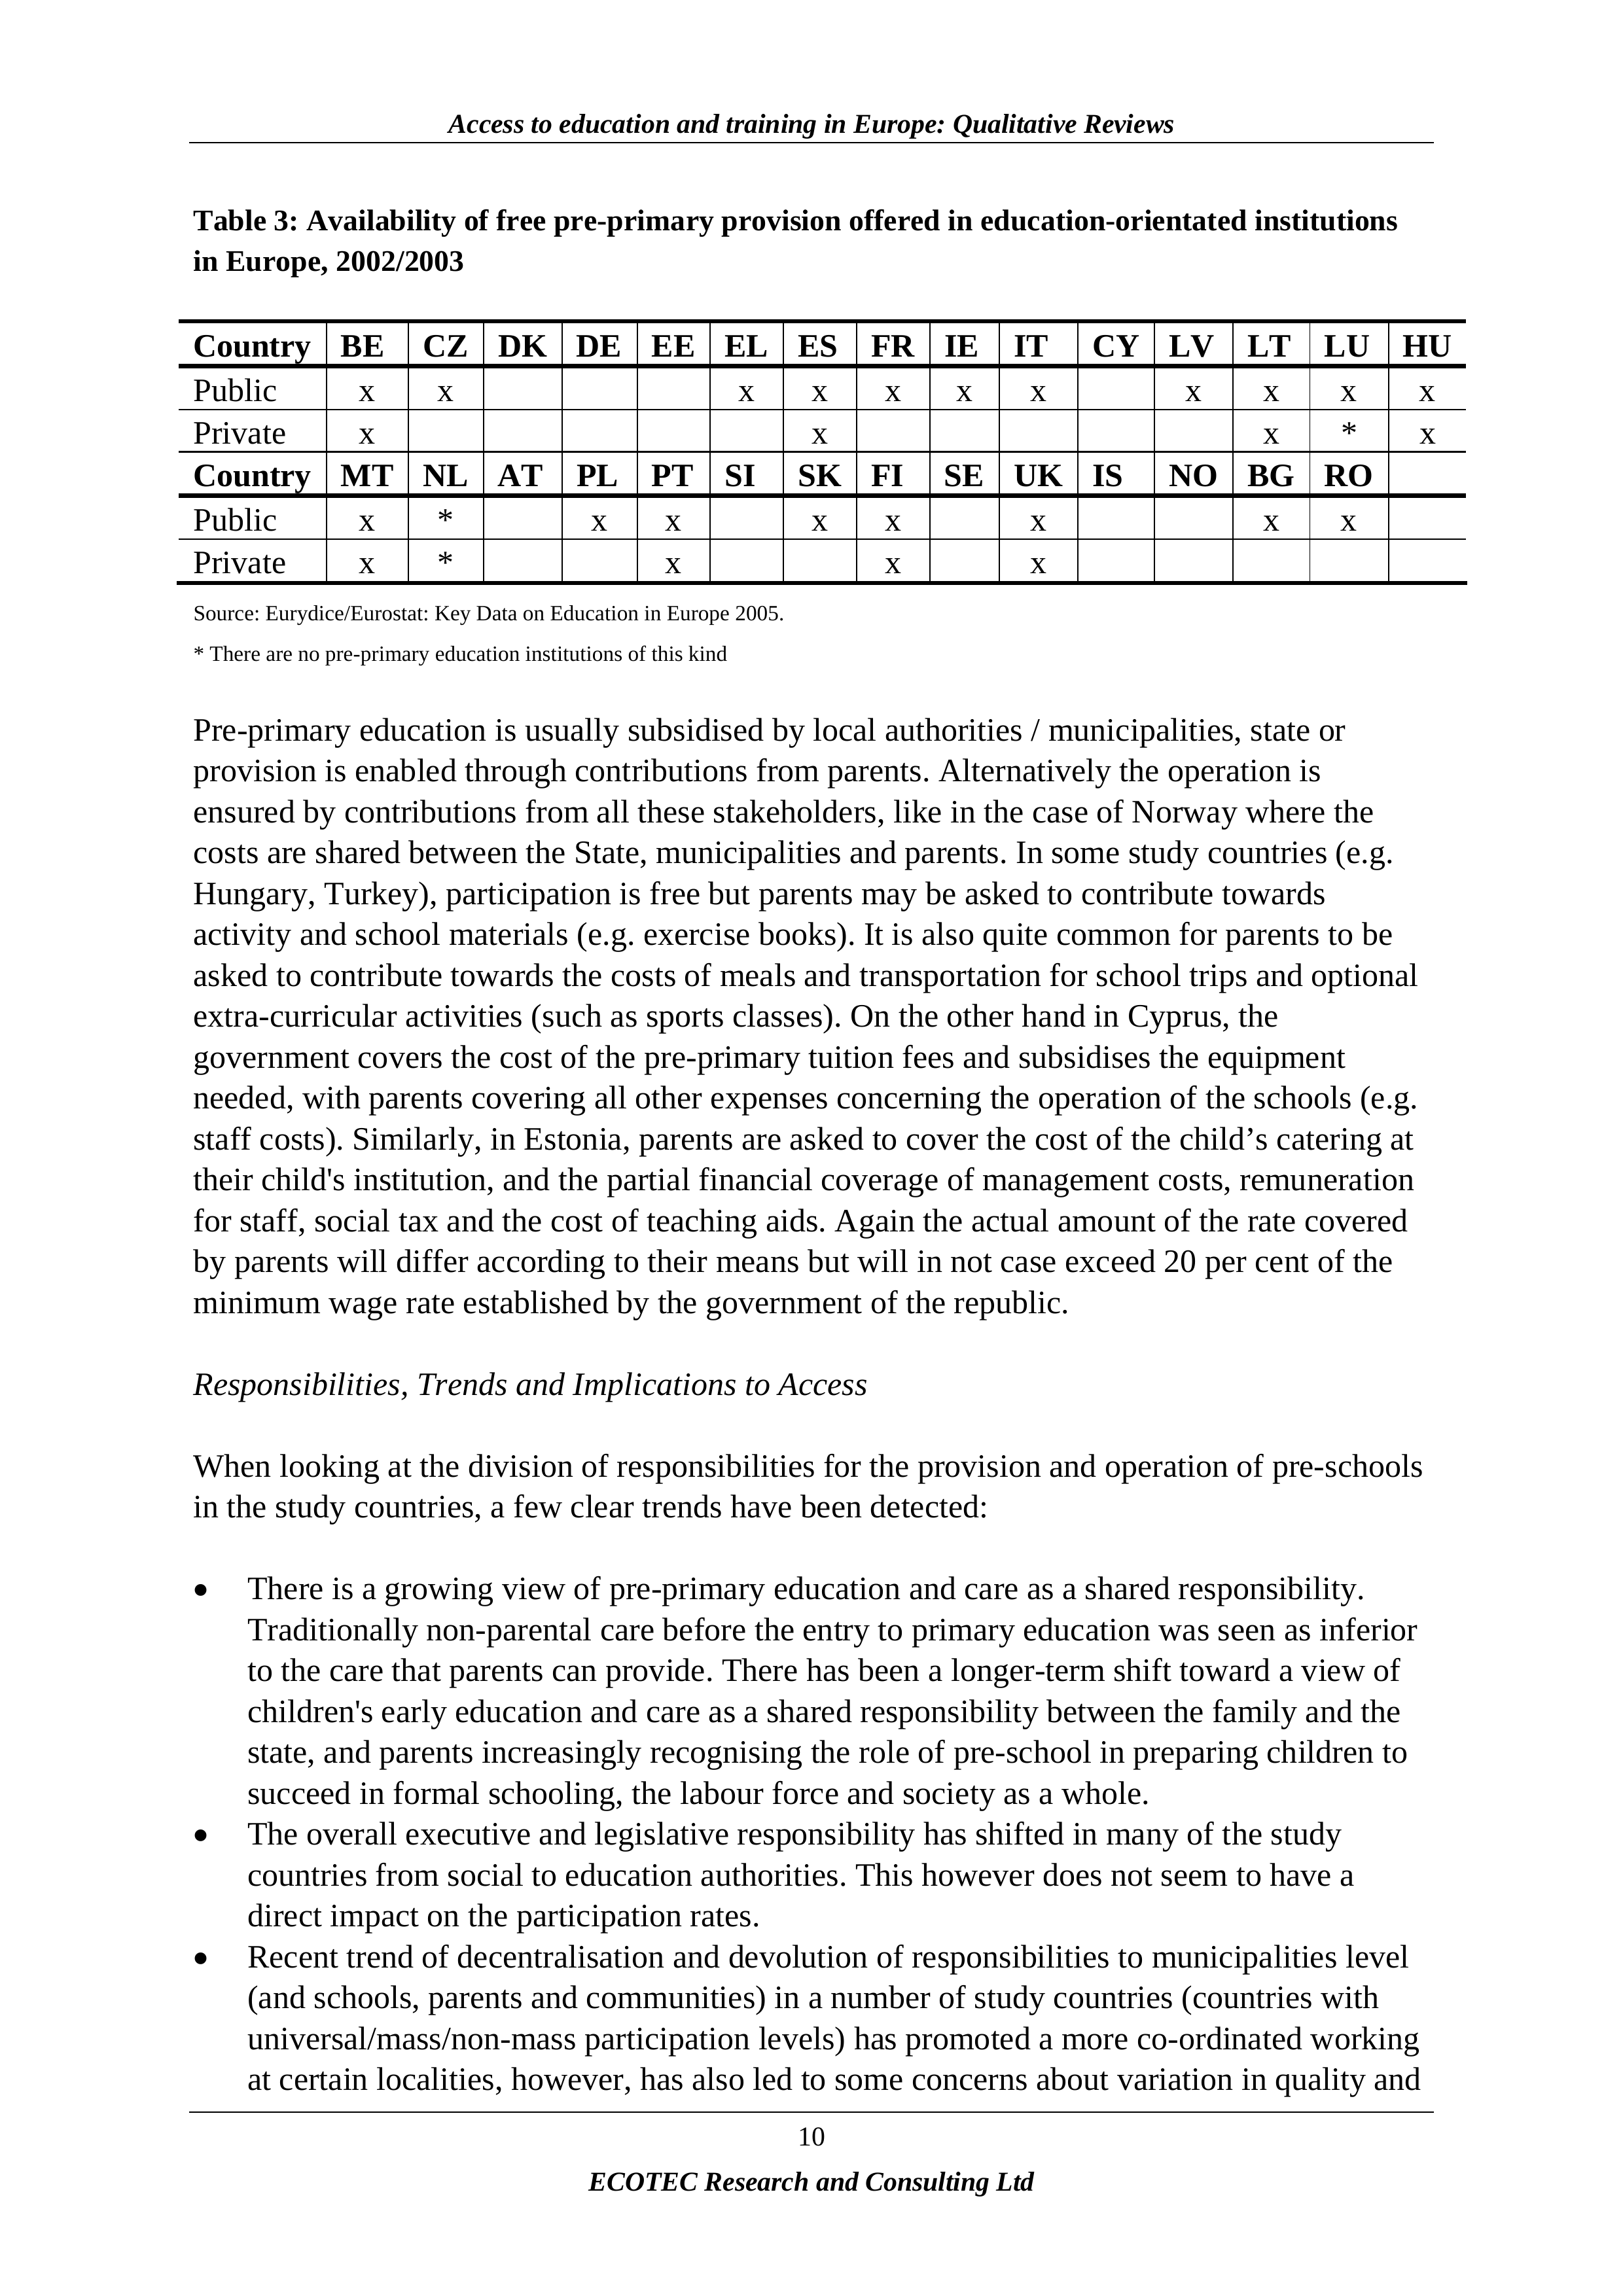 Access to education and training in Europe: Qualitative Reviews
Table 3: Availability of free pre-primary provision offered in education-orientated institutions
in Europe, 2002/2003
Country BE CZ DK DE EE EL ES FR IE IT CY LV LT LU HU
Public x x x x x x x x x x x
Private x x x * x
Country MT NL AT PL PT SI SK FI SE UK IS NO BG RO
Public x * x x x x x x x
Private x * x x x
Source: Eurydice/Eurostat: Key Data on Education in Europe 2005.
* There are no pre-primary education institutions of this kind
Pre-primary education is usually subsidised by local authorities / municipalities, state or
provision is enabled through contributions from parents. Alternatively the operation is
ensured by contributions from all these stakeholders, like in the case of Norway where the
costs are shared between the State, municipalities and parents. In some study countries (e.g.
Hungary, Turkey), participation is free but parents may be asked to contribute towards
activity and school materials (e.g. exercise books). It is also quite common for parents to be
asked to contribute towards the costs of meals and transportation for school trips and optional
extra-curricular activities (such as sports classes). On the other hand in Cyprus, the
government covers the cost of the pre-primary tuition fees and subsidises the equipment
needed, with parents covering all other expenses concerning the operation of the schools (e.g.
staff costs). Similarly, in Estonia, parents are asked to cover the cost of the child’s catering at
their child's institution, and the partial financial coverage of management costs, remuneration
for staff, social tax and the cost of teaching aids. Again the actual amount of the rate covered
by parents will differ according to their means but will in not case exceed 20 per cent of the
minimum wage rate established by the government of the republic.
Responsibilities, Trends and Implications to Access
When looking at the division of responsibilities for the provision and operation of pre-schools
in the study countries, a few clear trends have been detected:
• There is a growing view of pre-primary education and care as a shared responsibility.
Traditionally non-parental care before the entry to primary education was seen as inferior
to the care that parents can provide. There has been a longer-term shift toward a view of
children's early education and care as a shared responsibility between the family and the
state, and parents increasingly recognising the role of pre-school in preparing children to
succeed in formal schooling, the labour force and society as a whole.
• The overall executive and legislative responsibility has shifted in many of the study
countries from social to education authorities. This however does not seem to have a
direct impact on the participation rates.
• Recent trend of decentralisation and devolution of responsibilities to municipalities level
(and schools, parents and communities) in a number of study countries (countries with
universal/mass/non-mass participation levels) has promoted a more co-ordinated working
at certain localities, however, has also led to some concerns about variation in quality and
10
ECOTEC Research and Consulting Ltd